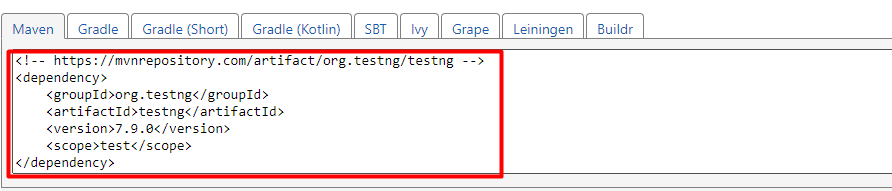 Maven Gradle Gradle (Short) Gradle (Kotlin) SBT Ivy Grape Leiningen Buildr
<!-- https://mvnrepository.com/artifact/org.testng/testng -->
<dependency>
    <groupId>org.testng</groupId>
    <artifactId>testng</artifactId>
    <version>7.9.0</version>
    <scope>test</scope>
</dependency>